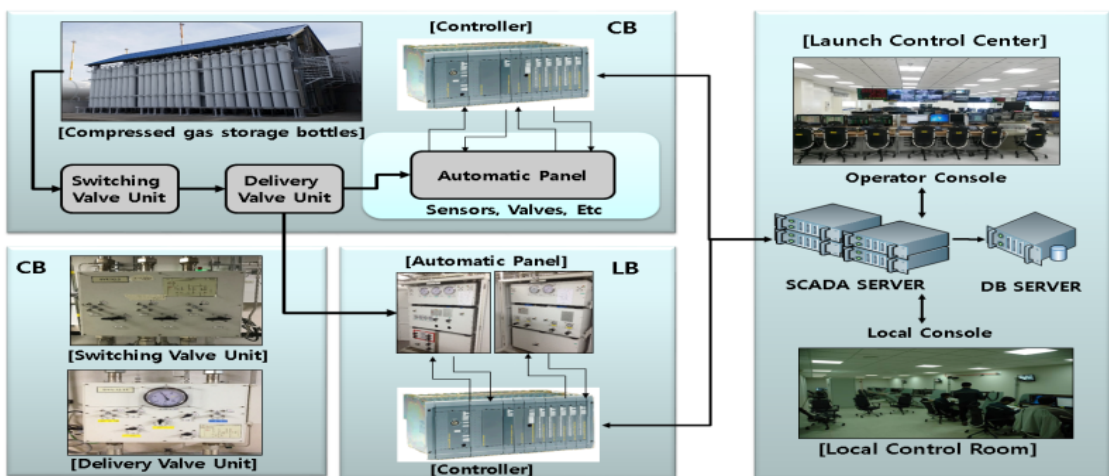 [Controller]
CB
[Compressed gas storage bottles]
Switching
Valve Unit
Delivery
Valve Unit
Automatic Panel
Sensors, Valves, Etc
CB
[Switching Valve Unit]
[Delivery Valve Unit]
[Automatic Panel]
LB
[Controller]
[Launch Control Center]
Operator Console
SCADA SERVER
DB SERVER
Local Console
[Local Control Room]